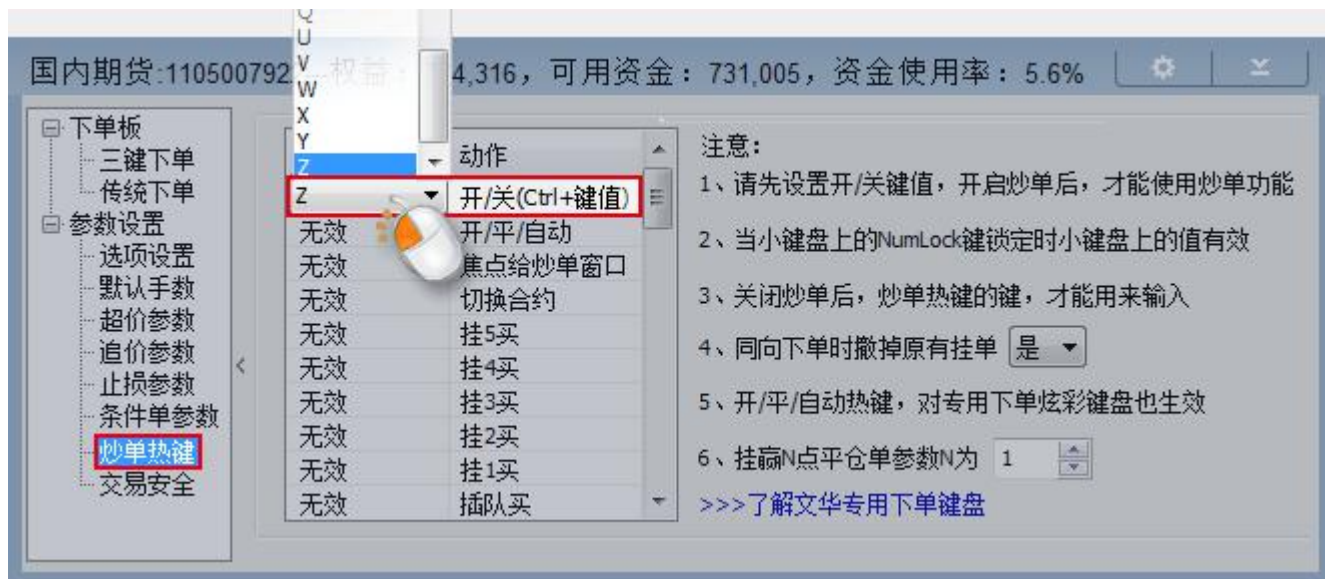 Q
U
V
W
X
Y
Z
国内期货:110500792 权益 4,316，可用资金：731,005，资金使用率：5.6%
下单板
三键下单
传统下单
参数设置
选项设置
默认手数
超价参数
追价参数
止损参数
条件单参数
炒单热键
交易安全
动作
Z 开/关(Ctrl+键值)
无效 开/平/自动
无效 焦点给炒单窗口
无效 切换合约
无效 挂5买
无效 挂4买
无效 挂3买
无效 挂2买
无效 挂1买
无效 插队买
注意：
1、请先设置开/关键值，开启炒单后，才能使用炒单功能
2、当小键盘上的NumLock键锁定时小键盘上的值有效
3、关闭炒单后，炒单热键的键，才能用来输入
4、同向下单时撤掉原有挂单 是
5、开/平/自动热键，对专用下单炫彩键盘也生效
6、挂赢N点平仓单参数N为 1
>>>了解文华专用下单键盘